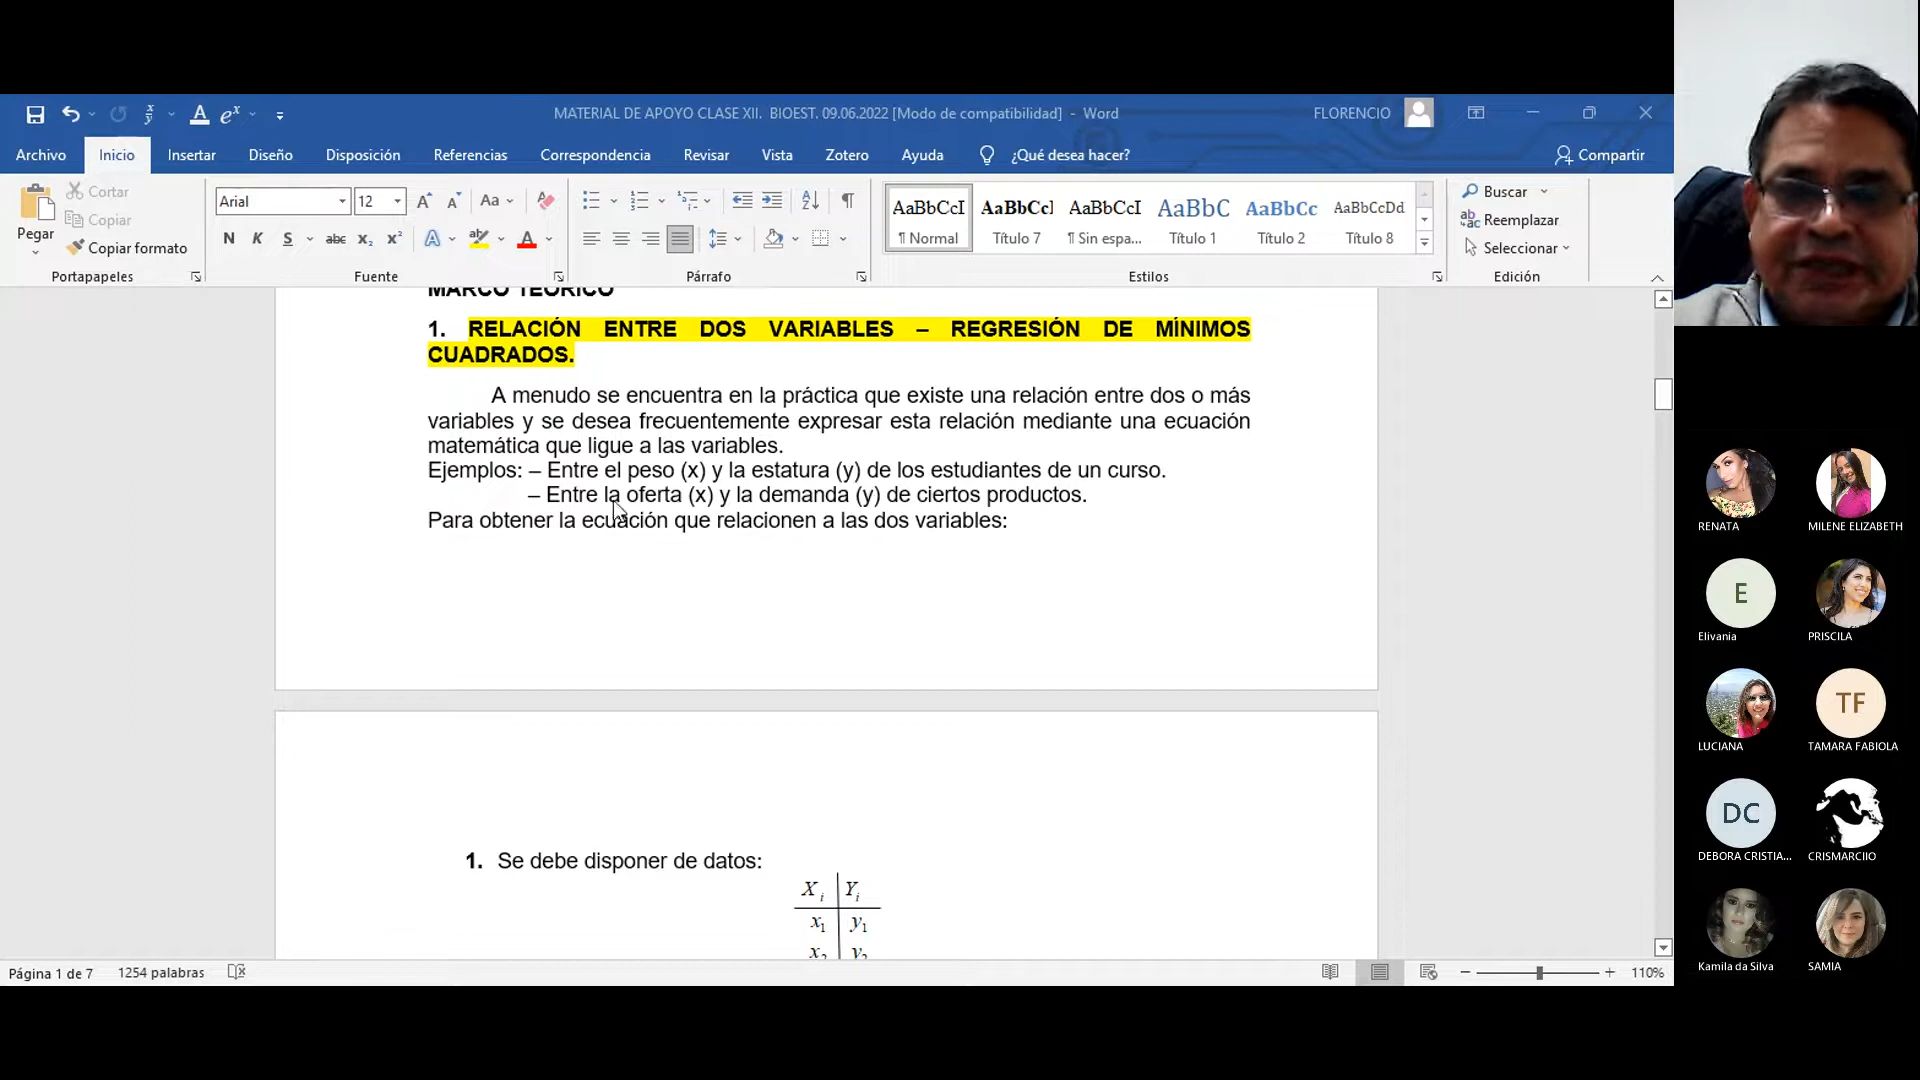 MATERIAL DE APOYO CLASE XII. BIOEST. 09.06.2022 [Modo de compatibilidad] - Word
FLORENCIO
Archivo Inicio Insertar Diseño Disposición Referencias Correspondencia Revisar Vista Zotero Ayuda ¿Qué desea hacer? Compartir
Pegar
Cortar
Copiar
Copiar formato
Portapapeles
Arial 12
N K S abc x₂ x²
Fuente
Párrafo
AaBbCcI AaBbCcI AaBbCcI AaBbC AaBbCc AaBbCcDd
¶ Normal Título 7 ¶ Sin espa... Título 1 Título 2 Título 8
Estilos
Buscar
Reemplazar
Seleccionar
Edición
MARCO TEÓRICO
1. RELACIÓN ENTRE DOS VARIABLES – REGRESIÓN DE MÍNIMOS
CUADRADOS.
A menudo se encuentra en la práctica que existe una relación entre dos o más
variables y se desea frecuentemente expresar esta relación mediante una ecuación
matemática que ligue a las variables.
Ejemplos: – Entre el peso (x) y la estatura (y) de los estudiantes de un curso.
– Entre la oferta (x) y la demanda (y) de ciertos productos.
Para obtener la ecuación que relacionen a las dos variables:
1. Se debe disponer de datos:
Xᵢ Yᵢ
x₁ y₁
x₂ y₂
Página 1 de 7 1254 palabras 110%
RENATA MILENE ELIZABETH
E
Elivania PRISCILA
TF
LUCIANA TAMARA FABIOLA
DC
DEBORA CRISTIA... CRISMARCIIO
Kamila da Silva SAMIA